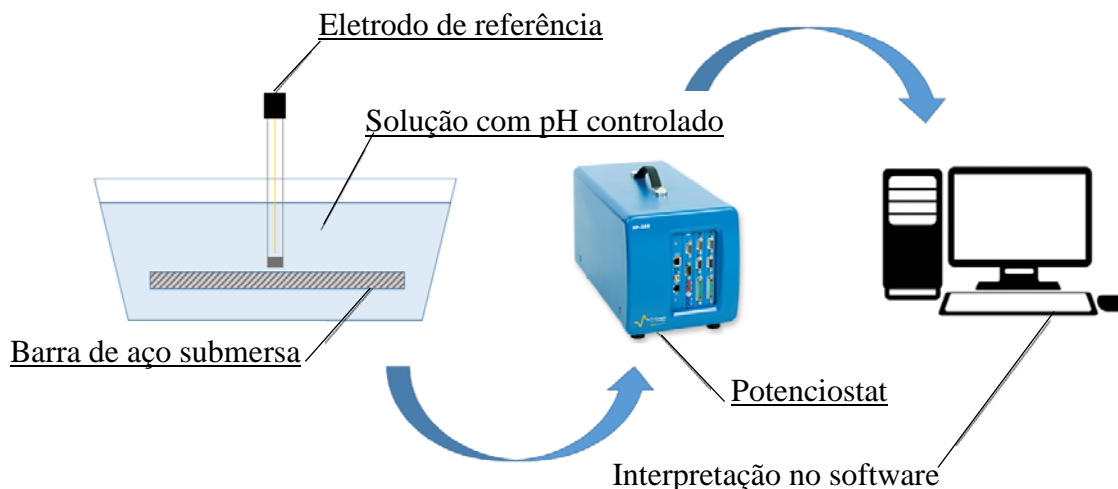 Eletrodo de referência
Solução com pH controlado
Barra de aço submersa
Potenciostat
Interpretação no software